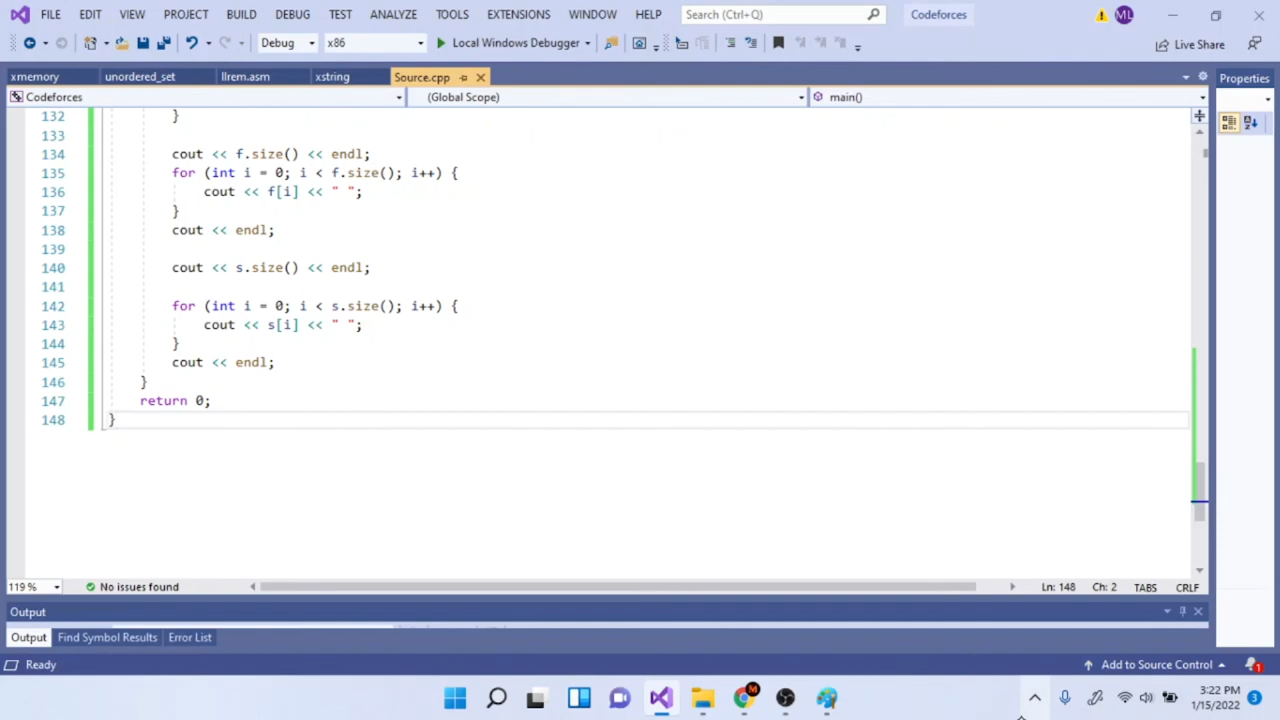 FILE EDIT VIEW PROJECT BUILD DEBUG TEST ANALYZE TOOLS EXTENSIONS WINDOW HELP Search (Ctrl+Q) Codeforces ML
Debug x86 Local Windows Debugger Live Share
xmemory unordered_set llrem.asm xstring Source.cpp Properties
Codeforces (Global Scope) main()
132 }
133
134 cout << f.size() << endl;
135 for (int i = 0; i < f.size(); i++) {
136 cout << f[i] << " ";
137 }
138 cout << endl;
139
140 cout << s.size() << endl;
141
142 for (int i = 0; i < s.size(); i++) {
143 cout << s[i] << " ";
144 }
145 cout << endl;
146 }
147 return 0;
148 }
119 % No issues found Ln: 148 Ch: 2 TABS CRLF
Output
Output Find Symbol Results Error List
Ready Add to Source Control 1
M 3:22 PM
1/15/2022 3